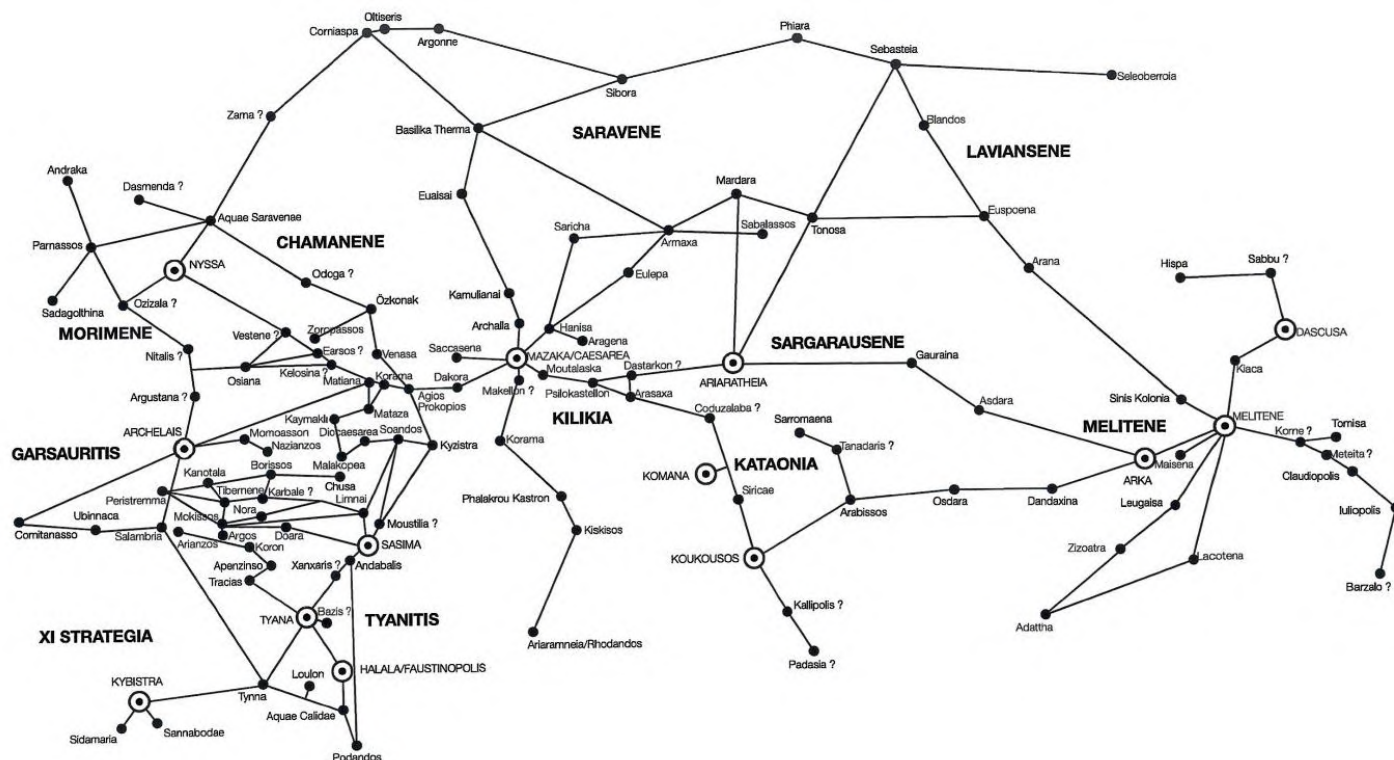 Oltiseris
Corniaspa
Argonne
Phiara
Sebasteia
Seleoberroia
Sibora
Zama ?
Basilika Therma
SARAVENE
Blandos
LAVIANSENE
Andraka
Dasmenda ?
Euaisai
Mardara
Aquae Saravenae
CHAMANENE
Saricha
Armaxa
Sabalassos
Tonosa
Euspoena
Parnassos
NYSSA
Odoga ?
Eulepa
Arana
Hispa
Sabbu ?
Sadagolthina
Ozizala ?
Özkonak
Kamulianai
MORIMENE
Vestene ?
Zoropassos
Archalla
Hanisa
Aragena
DASCUSA
Nitalis ?
Earsos ?
Venasa
Saccasena
MAZAKA/CAESAREA
SARGARAUSENE
Osiana
Kelosina ?
Matiana
Korama
Dakora
Moutalaska
Dastarkon ?
ARIARATHEIA
Gauraina
Kiaca
Agios
Prokopios
Makellon ?
Psilokastellon
Arasaxa
Argustana ?
Kaymaklı
Mataza
KILIKIA
Coduzalaba ?
Asdara
Sinis Kolonia
ARCHELAIS
Momoasson
Nazianzos
Diocaesarea
Soandos
Kyzistra
Korama
Sarromaena
Tanadaris ?
MELITENE
MELITENE
Korne ?
Tomisa
GARSAURITIS
Malakopea
KOMANA
KATAONIA
ARKA
Maisena
Meteita ?
Claudiopolis
Kanotala
Borissos
Chusa
Peristremma
Tibernene
Karbale ?
Limnai
Phalakrou Kastron
Siricae
Arabissos
Osdara
Dandaxina
Leugaisa
Iuliopolis
Comitanasso
Ubinnaca
Salambria
Mokissos
Nora
Moustilia ?
Kiskisos
Arianzos
Argos
Doara
SASIMA
Koron
Zizoatra
Lacotena
Apenzinso
Xanxaris ?
Andabalis
KOUKOUSOS
Barzalo ?
Tracias
TYANA
Bazis ?
TYANITIS
Kallipolis ?
Adattha
XI STRATEGIA
Ariaramneia/Rhodandos
Padasia ?
KYBISTRA
Loulon
HALALA/FAUSTINOPOLIS
Tynna
Sidamaria
Sannabodae
Aquae Calidae
Podandos